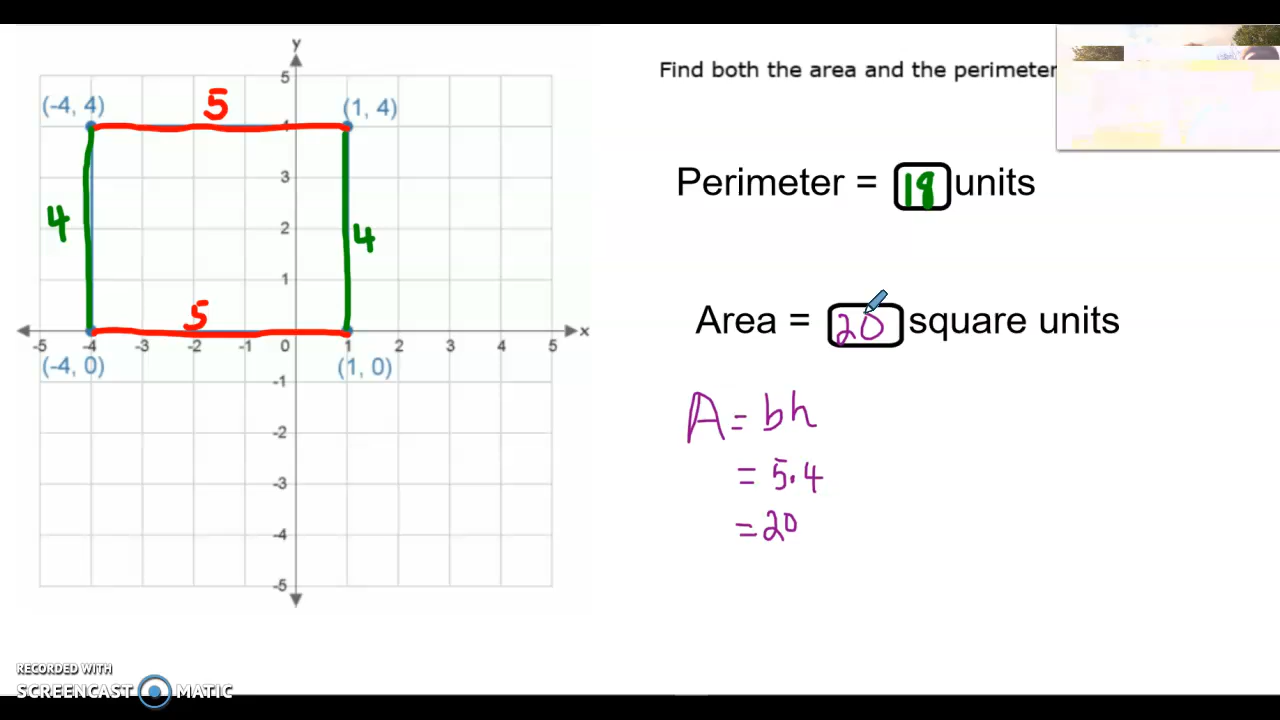 y
Find both the area and the perimeter
5
(-4, 4)
5
(1, 4)
4
Perimeter = 18 units
3
4
2
4
1
5
Area = 20 square units
x
-5 -4 -3 -2 -1 0 1 2 3 4 5
(-4, 0)
(1, 0)
-1
A = bh
-2
= 5.4
-3
= 20
-4
-5
RECORDED WITH
SCREENCAST MATIC